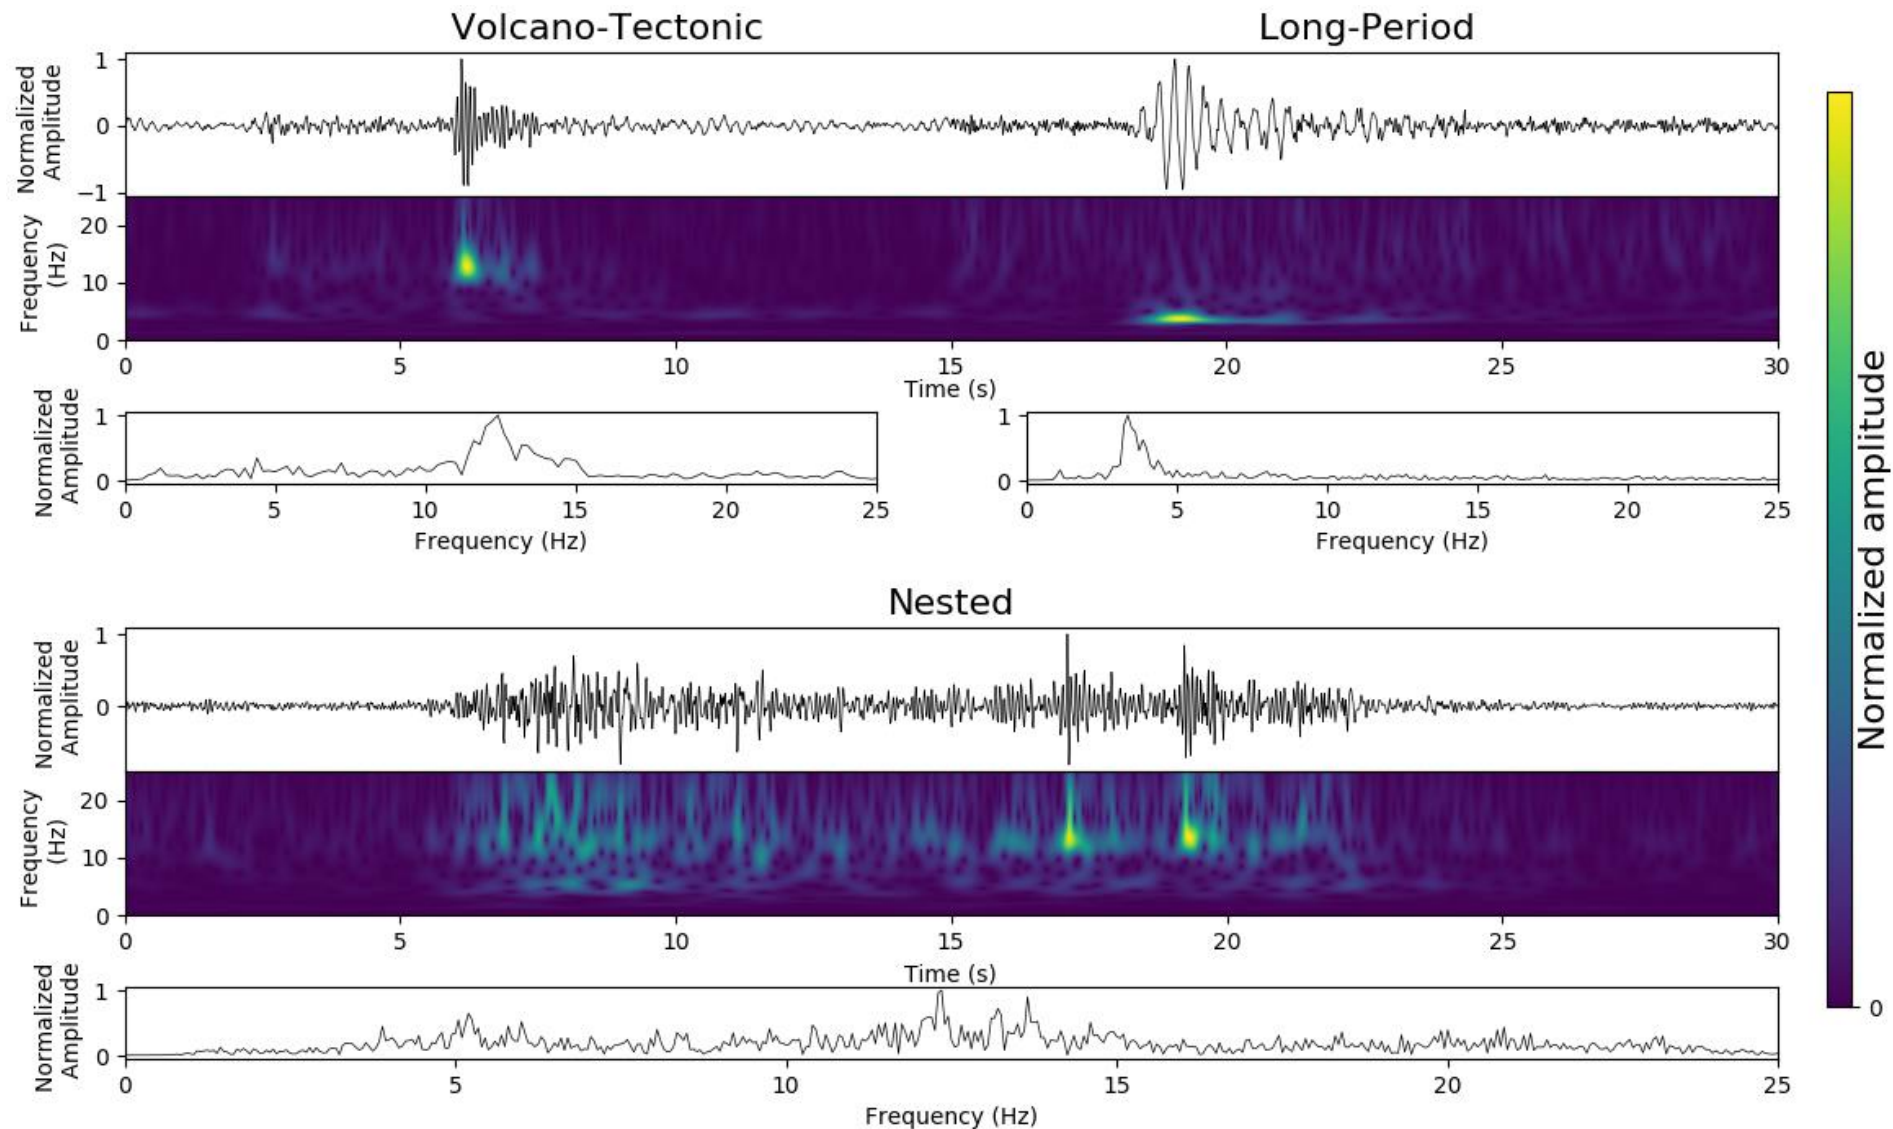 Volcano-Tectonic
Long-Period
Normalized
Amplitude
1
0
−1
Frequency
(Hz)
20
10
0
0 5 10 15 20 25 30
Time (s)
Normalized
Amplitude
1
0
0 5 10 15 20 25
Frequency (Hz)
1
0
0 5 10 15 20 25
Frequency (Hz)
Nested
Normalized
Amplitude
1
0
Frequency
(Hz)
20
10
0
0 5 10 15 20 25 30
Time (s)
Normalized
Amplitude
1
0
0 5 10 15 20 25
Frequency (Hz)
Normalized amplitude
0